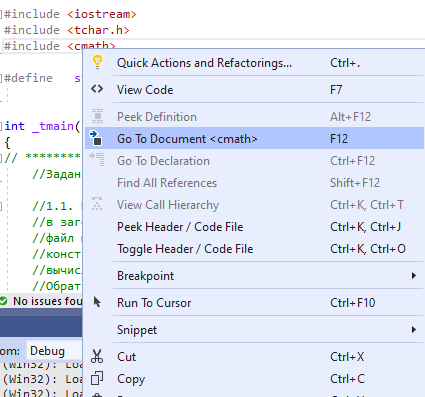 #include <iostream>
#include <tchar.h>
#include <cmath>
Quick Actions and Refactorings... Ctrl+.
#define View Code F7
Peek Definition Alt+F12
int _tmain( Go To Document <cmath> F12
{ Go To Declaration Ctrl+F12
// ********
//Задан Find All References Shift+F12
View Call Hierarchy Ctrl+K, Ctrl+T
//1.1. Peek Header / Code File Ctrl+K, Ctrl+J
//в заг
//файл Toggle Header / Code File Ctrl+K, Ctrl+O
//конст
//вычис Breakpoint
//Обрат
No issues fou Run To Cursor Ctrl+F10
Snippet
om: Debug Cut Ctrl+X
(Win32): Loa
(Win32): Loa Copy Ctrl+C
(Win32): Loa